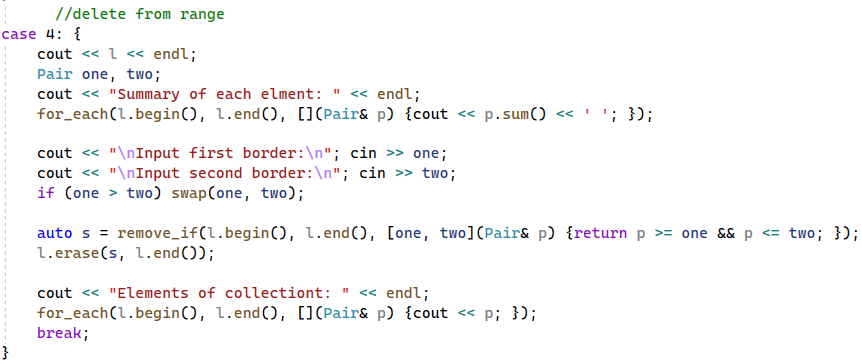 //delete from range
case 4: {
cout << l << endl;
Pair one, two;
cout << "Summary of each elment: " << endl;
for_each(l.begin(), l.end(), [](Pair& p) {cout << p.sum() << ' '; });
cout << "\nInput first border:\n"; cin >> one;
cout << "\nInput second border:\n"; cin >> two;
if (one > two) swap(one, two);
auto s = remove_if(l.begin(), l.end(), [one, two](Pair& p) {return p >= one && p <= two; });
l.erase(s, l.end());
cout << "Elements of collectiont: " << endl;
for_each(l.begin(), l.end(), [](Pair& p) {cout << p; });
break;
}